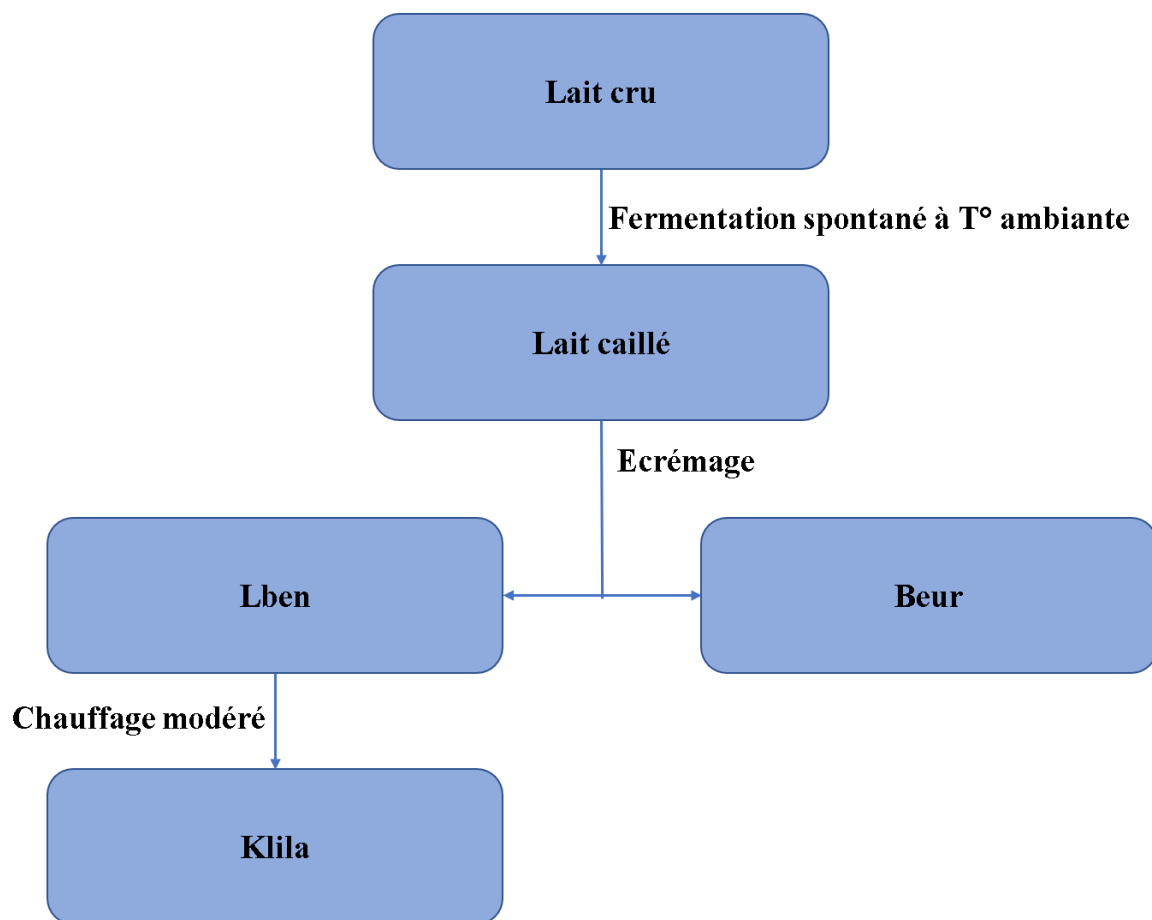 Lait cru
Fermentation spontané à T° ambiante
Lait caillé
Ecrémage
Lben
Beur
Chauffage modéré
Klila